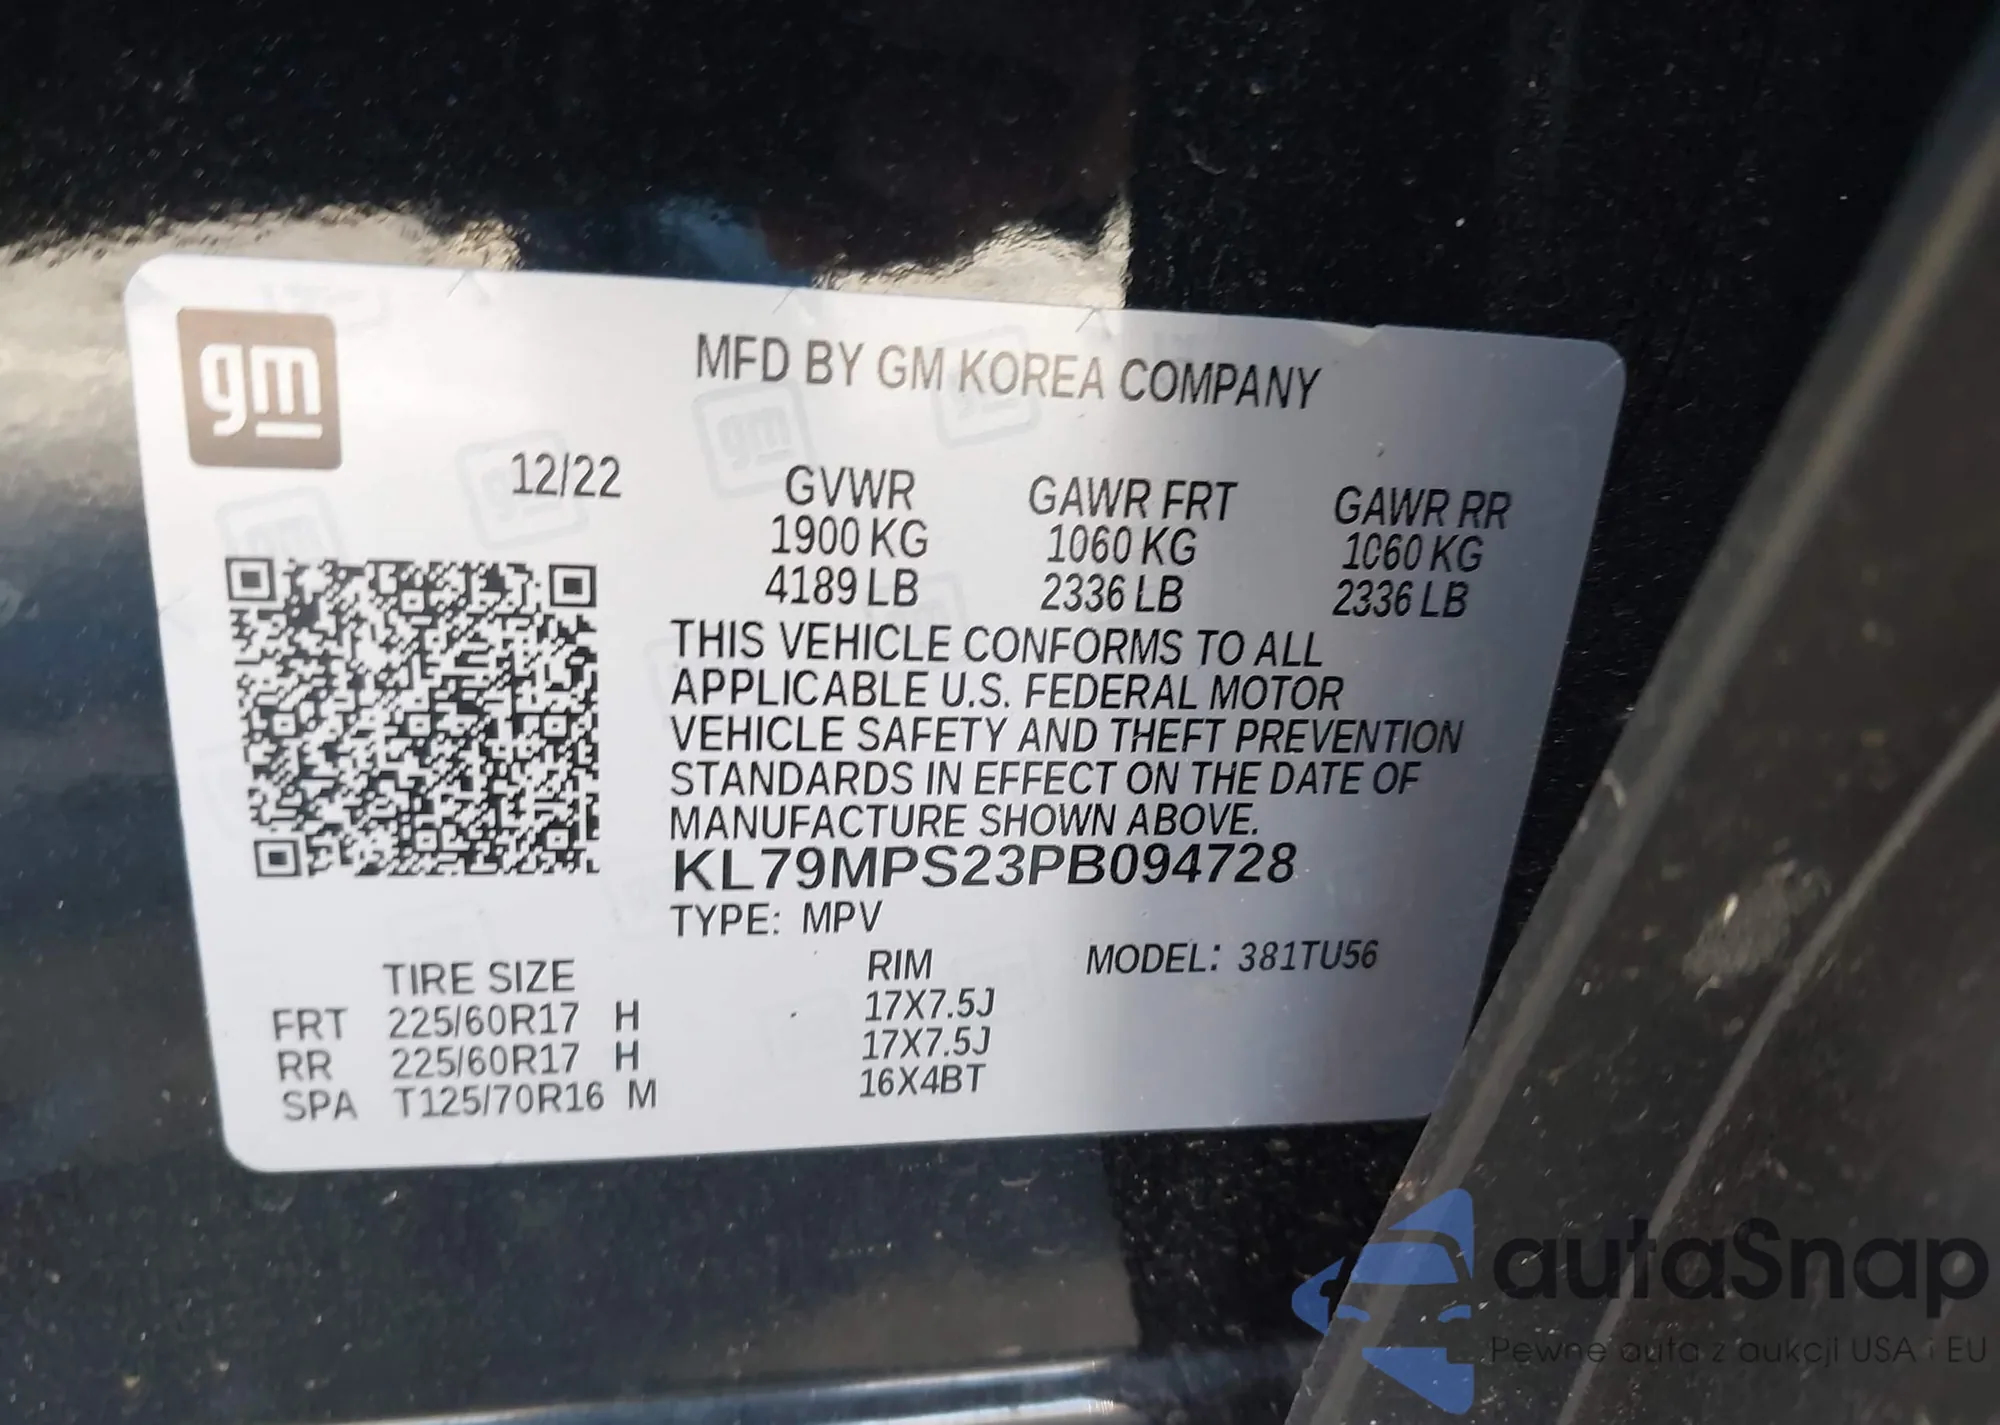 gm
MFD BY GM KOREA COMPANY
12/22
GVWR GAWR FRT GAWR RR
1900 KG 1060 KG 1060 KG
4189 LB 2336 LB 2336 LB
THIS VEHICLE CONFORMS TO ALL
APPLICABLE U.S. FEDERAL MOTOR
VEHICLE SAFETY AND THEFT PREVENTION
STANDARDS IN EFFECT ON THE DATE OF
MANUFACTURE SHOWN ABOVE.
KL79MPS23PB094728
TYPE: MPV
TIRE SIZE RIM MODEL: 381TU56
FRT 225/60R17 H 17X7.5J
RR 225/60R17 H 17X7.5J
SPA T125/70R16 M 16X4BT
autaSnap
Pewne auta z aukcji USA i EU